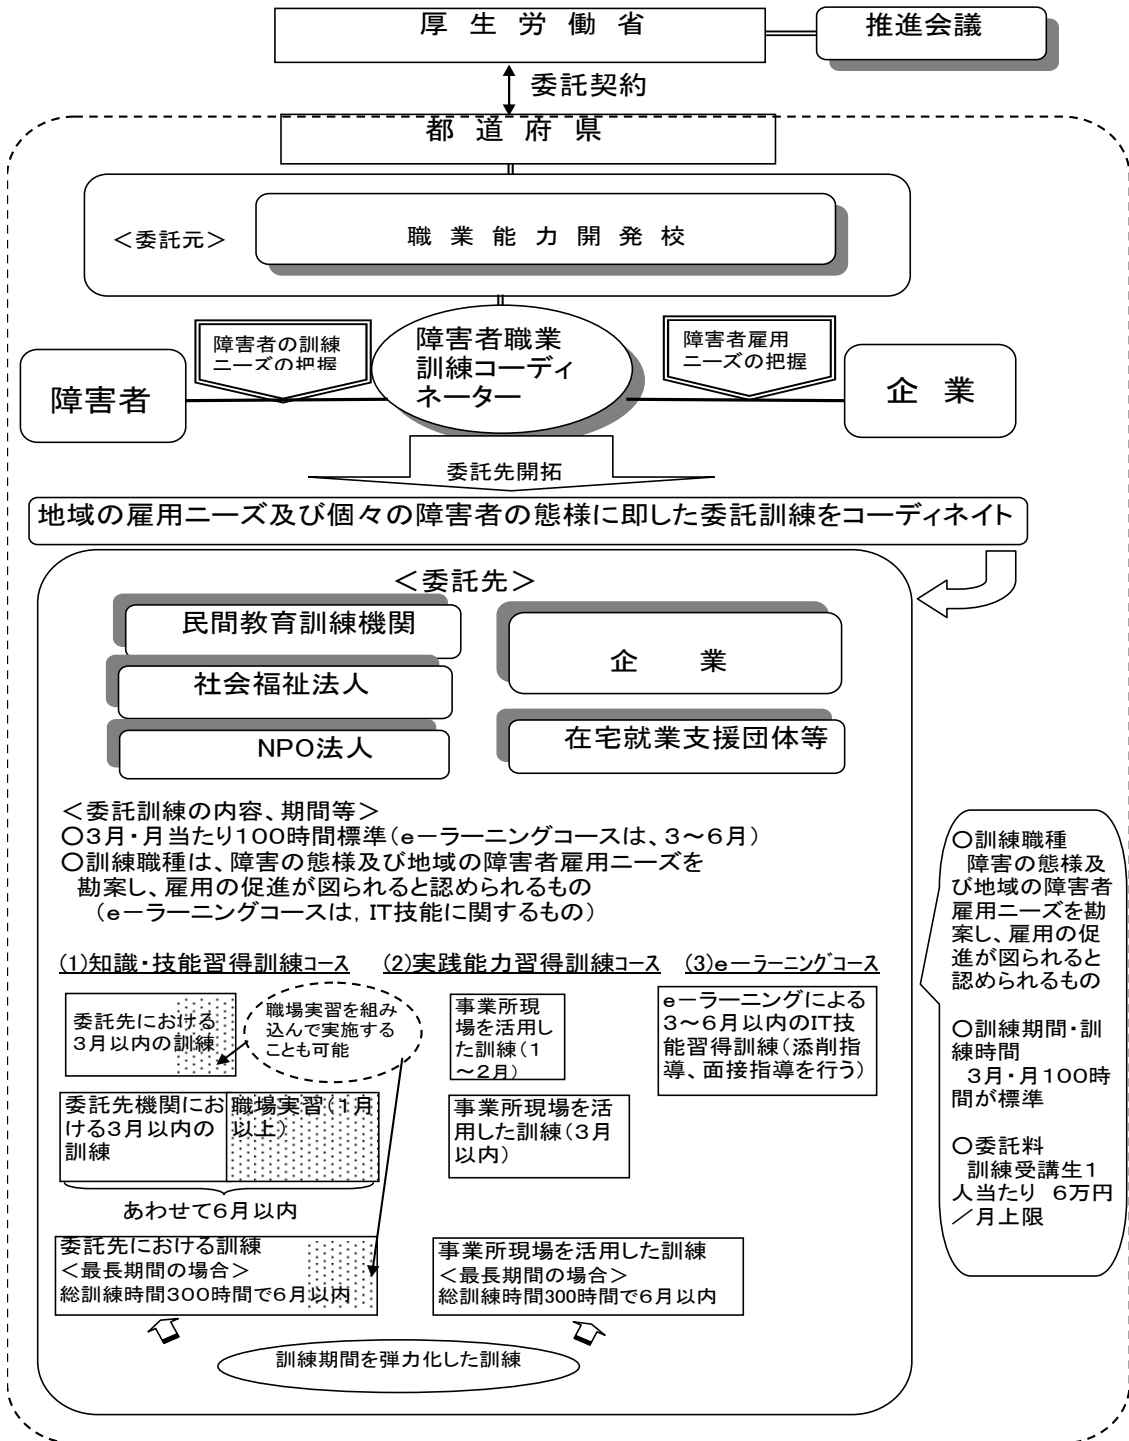 厚生労働省
推進会議
委託契約
都道府県
<委託元>
職業能力開発校
障害者の訓練
ニーズの把握
障害者職業
訓練コーディ
ネーター
障害者雇用
ニーズの把握
障害者
企業
委託先開拓
地域の雇用ニーズ及び個々の障害者の態様に即した委託訓練をコーディネイト
<委託先>
民間教育訓練機関
企業
社会福祉法人
在宅就業支援団体等
NPO法人
<委託訓練の内容、期間等>
○3月・月当たり100時間標準(e-ラーニングコースは、3~6月)
○訓練職種は、障害の態様及び地域の障害者雇用ニーズを
勘案し、雇用の促進が図られると認められるもの
(e-ラーニングコースは,IT技能に関するもの)
(1)知識・技能習得訓練コース
(2)実践能力習得訓練コース
(3)e-ラーニングコース
委託先における
3月以内の訓練
職場実習を組み
込んで実施する
ことも可能
事業所現
場を活用し
た訓練(1
~2月)
e-ラーニングによる
3~6月以内のIT技
能習得訓練(添削指
導、面接指導を行う)
委託先機関にお
ける3月以内の
訓練
職場実習(1月
以上)
事業所現場を活
用した訓練(3月
以内)
あわせて6月以内
委託先における訓練
<最長期間の場合>
総訓練時間300時間で6月以内
事業所現場を活用した訓練
<最長期間の場合>
総訓練時間300時間で6月以内
訓練期間を弾力化した訓練
○訓練職種
障害の態様及
び地域の障害者
雇用ニーズを勘
案し、雇用の促
進が図られると
認められるもの
○訓練期間・訓
練時間
3月・月100時
間が標準
○委託料
訓練受講生1
人当たり 6万円
/月上限